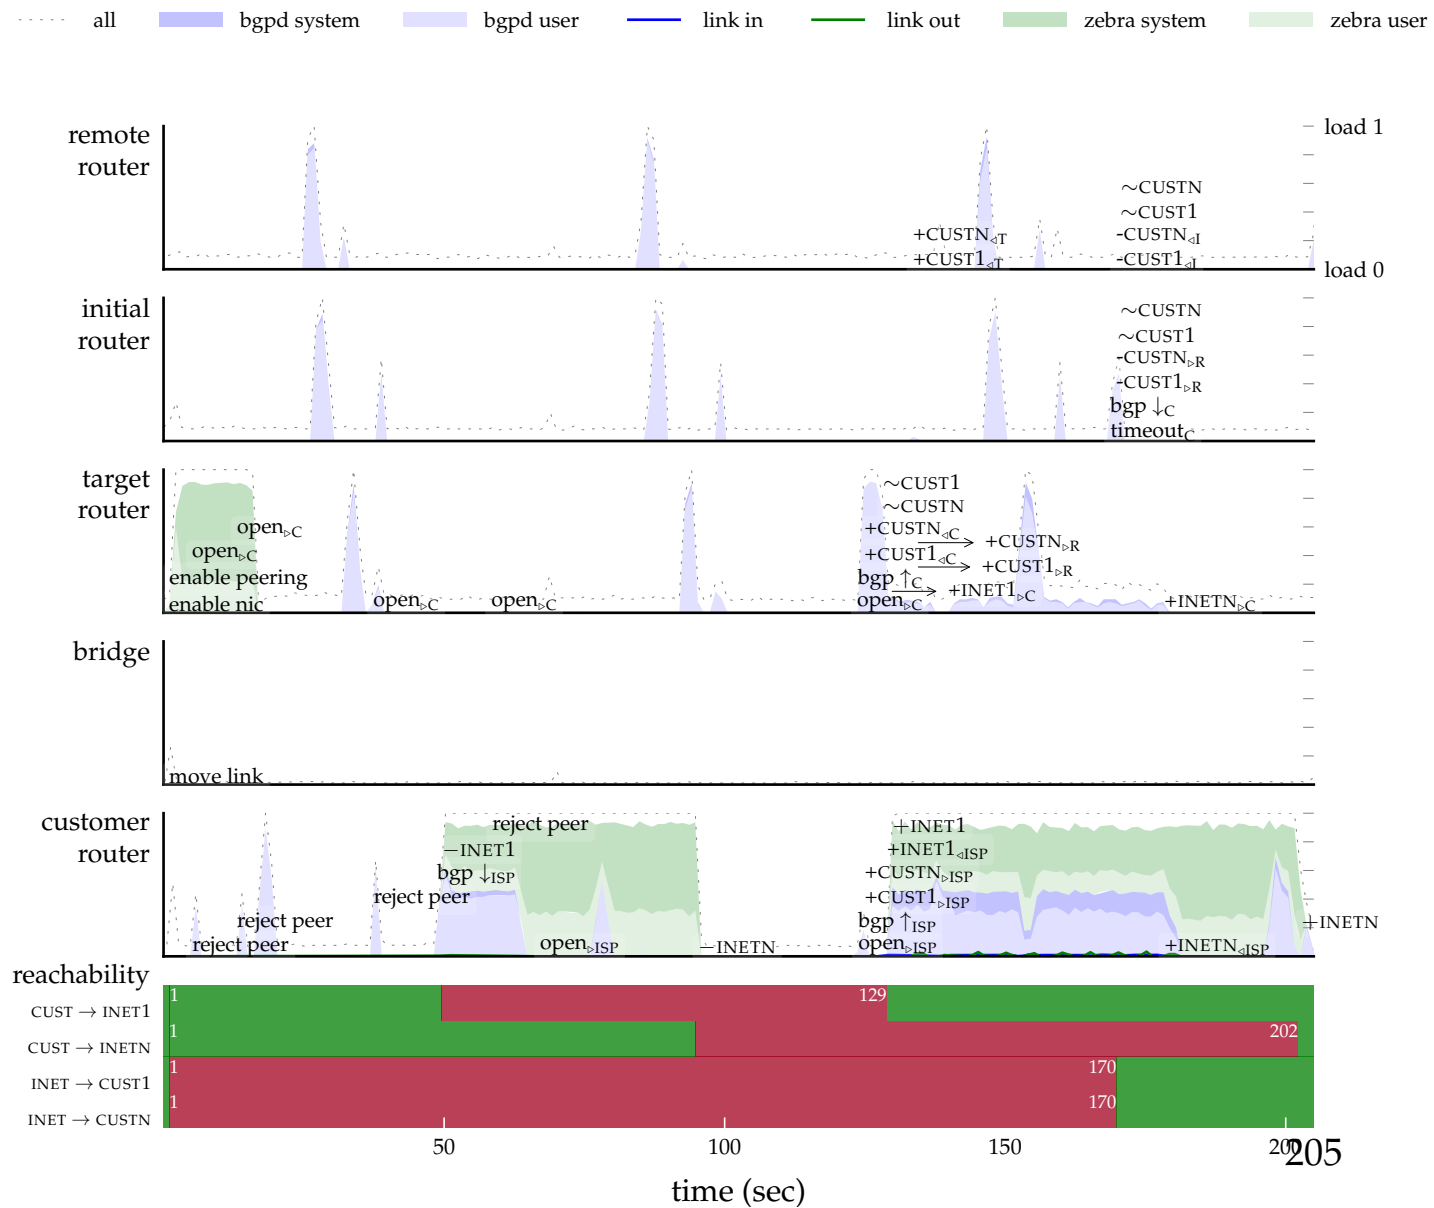 all bgpd system bgpd user link in link out zebra system zebra user
remote router
load 1
∼CUSTN
∼CUST1
+CUSTN◃T -CUSTN◃I
+CUST1◃T -CUST1◃I
load 0
initial router
∼CUSTN
∼CUST1
-CUSTN▹R
-CUST1▹R
bgp ↓C
timeoutC
target router
∼CUST1
∼CUSTN
open▹C
+CUSTN◃C → +CUSTN▹R
open▹C
+CUST1◃C → +CUST1▹R
enable peering
bgp ↑C → +INET1▹C
enable nic open▹C open▹C open▹C +INETN▹C
bridge
move link
customer router
reject peer +INET1
−INET1 +INET1◃ISP
bgp ↓ISP +CUSTN▹ISP
reject peer +CUST1▹ISP
reject peer bgp ↑ISP +INETN
reject peer open▹ISP −INETN open▹ISP +INETN◃ISP
reachability
CUST → INET1 1 129
CUST → INETN 1 202
INET → CUST1 1 170
INET → CUSTN 1 170
50 100 150 200 205
time (sec)